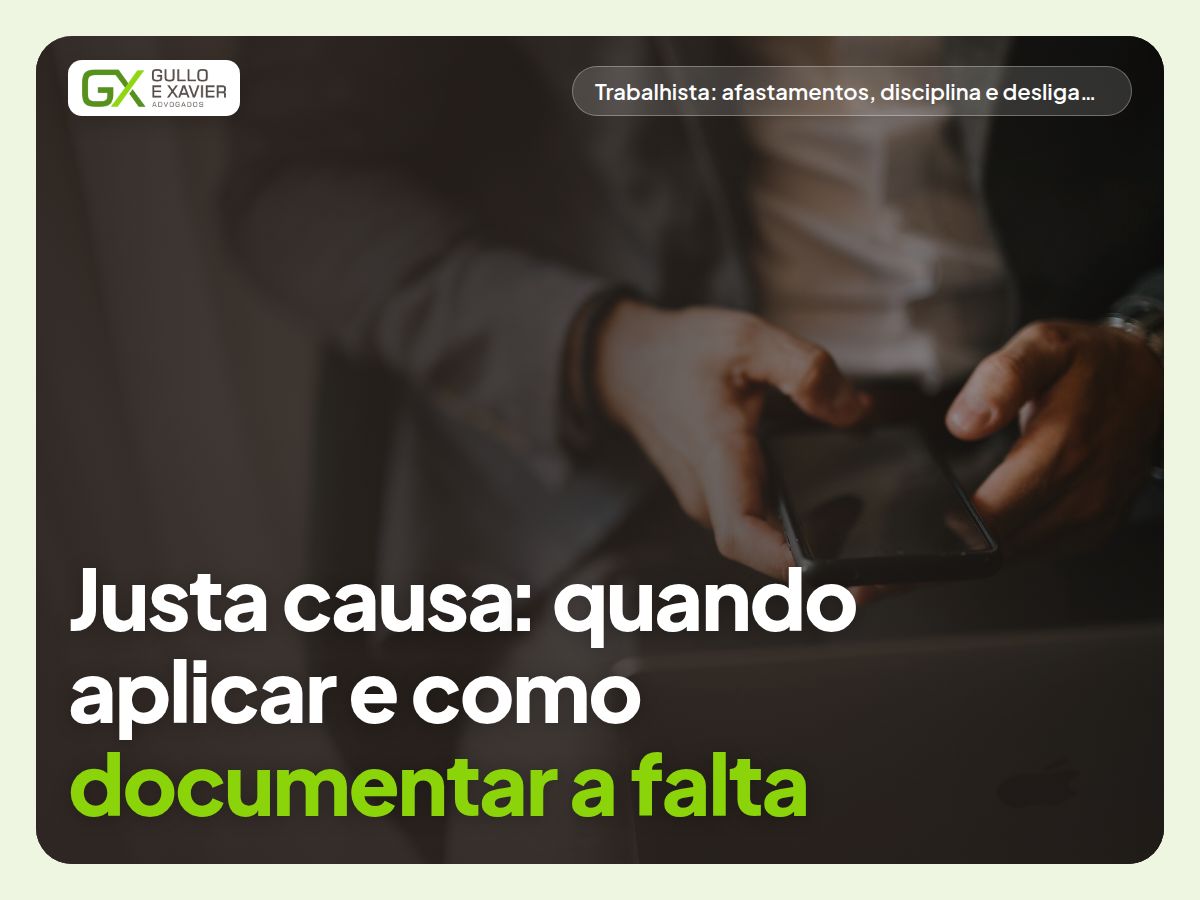 GX GULLO
E XAVIER
ADVOGADOS
Trabalhista: afastamentos, disciplina e desliga...
Justa causa: quando
aplicar e como
documentar a falta